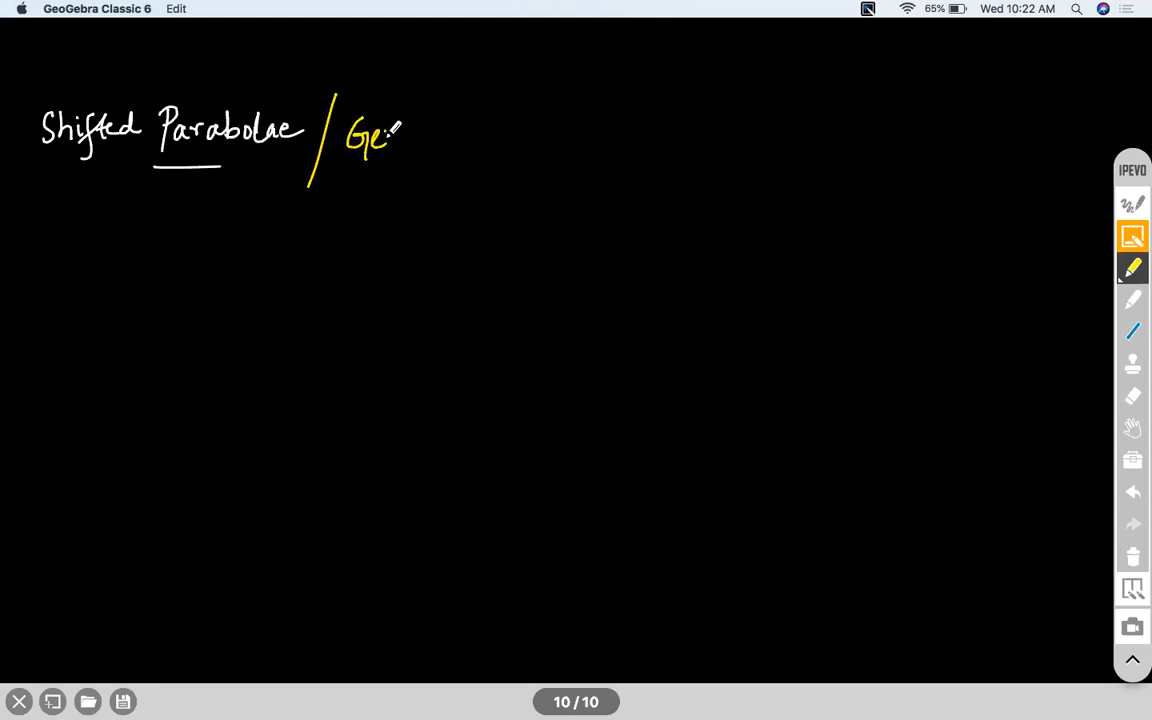 GeoGebra Classic 6 Edit 65% Wed 10:22 AM
Shifted Parabolae / Ge
IPEVO
10/10